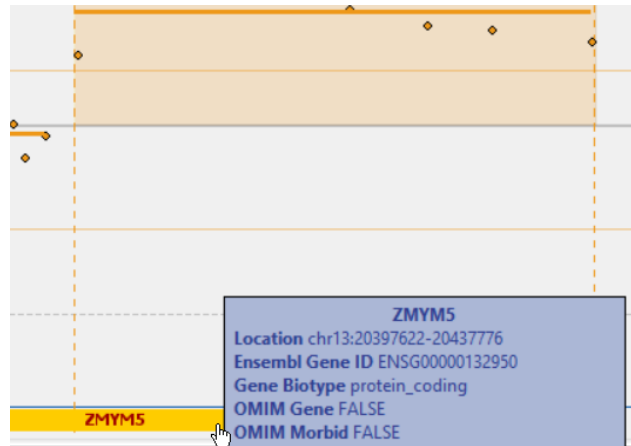 ZMYM5
Location chr13:20397622-20437776
Ensembl Gene ID ENSG00000132950
Gene Biotype protein_coding
OMIM Gene FALSE
ZMYM5
OMIM Morbid FALSE